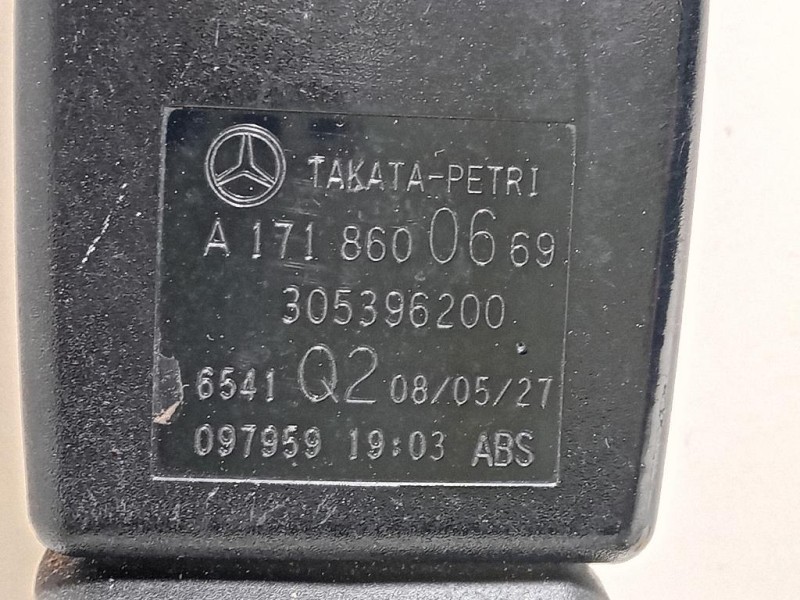 TAKATA-PETRI
A 171 860 06 69
305396200
6541 Q2 08/05/27
097959 19:03 ABS